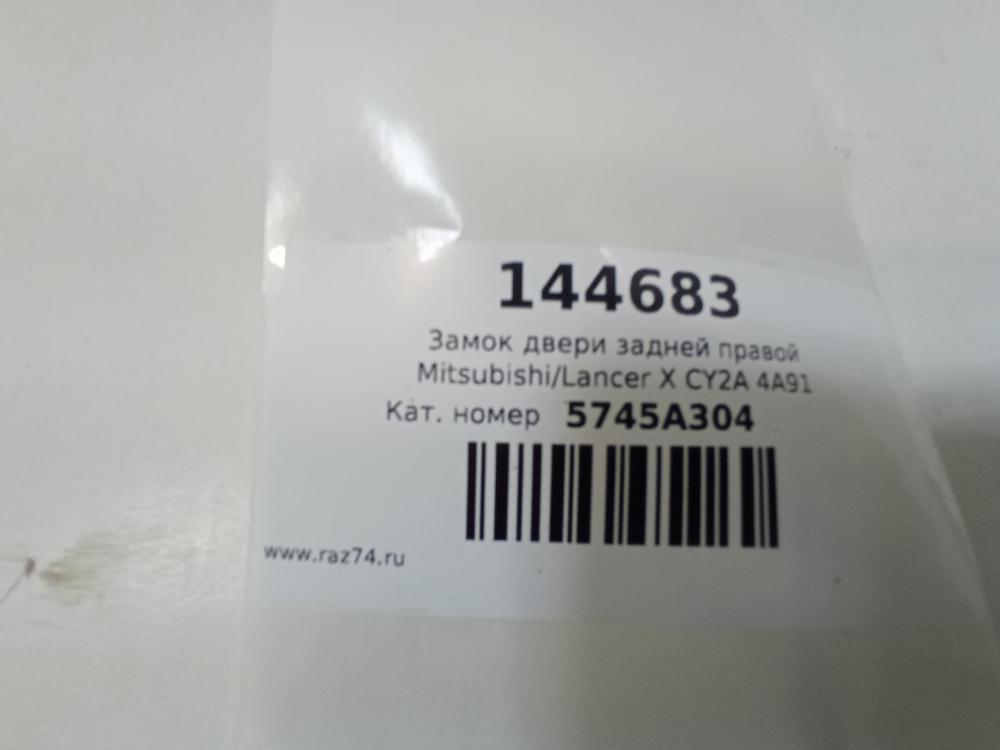 144683
Замок двери задней правой
Mitsubishi/Lancer X CY2A 4A91
Кат. номер 5745A304
www.raz74.ru